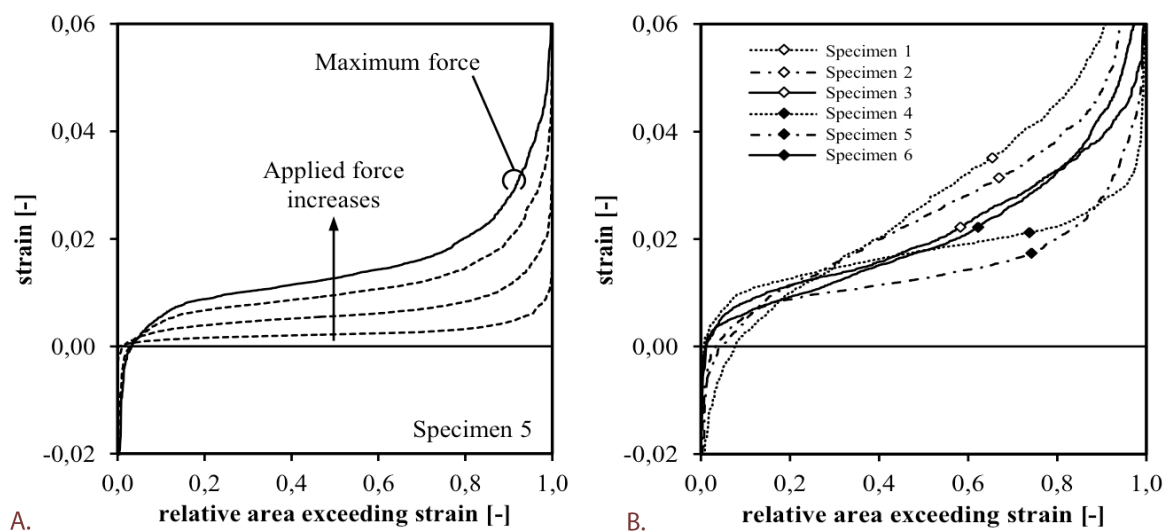 0,06
0,04
0,02
0,00
-0,02
strain [-]
Maximum force
Applied force
increases
Specimen 5
0,0 0,2 0,4 0,6 0,8 1,0
relative area exceeding strain [-]
A.
0,06
0,04
0,02
0,00
-0,02
strain [-]
Specimen 1
Specimen 2
Specimen 3
Specimen 4
Specimen 5
Specimen 6
0,0 0,2 0,4 0,6 0,8 1,0
relative area exceeding strain [-]
B.